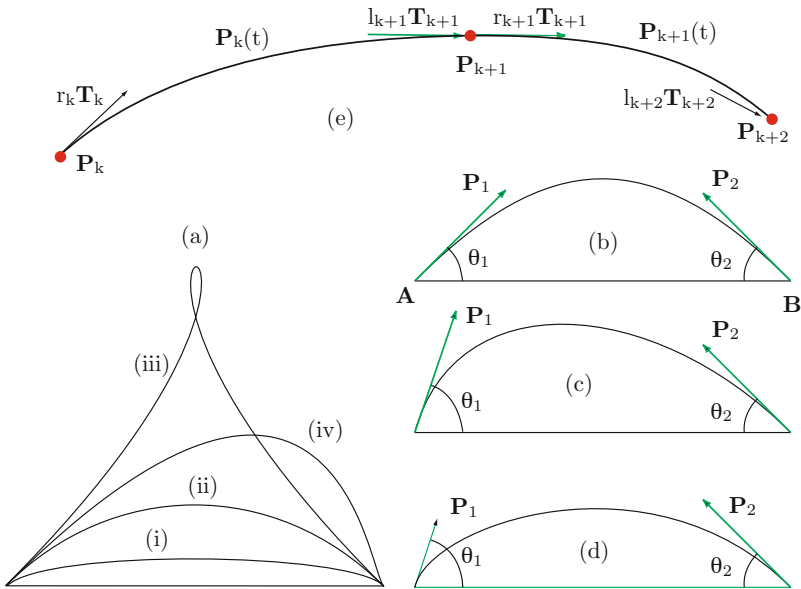 l_{k+1}T_{k+1} r_{k+1}T_{k+1}
P_k(t) P_{k+1}(t)
P_{k+1}
r_kT_k l_{k+2}T_{k+2}
(e)
P_k P_{k+2}
P_1 P_2
(a) (b)
θ_1 θ_2
A B
P_1 P_2
(iii) (c)
θ_1 θ_2
(iv)
(ii) P_1 P_2
(i) (d)
θ_1 θ_2